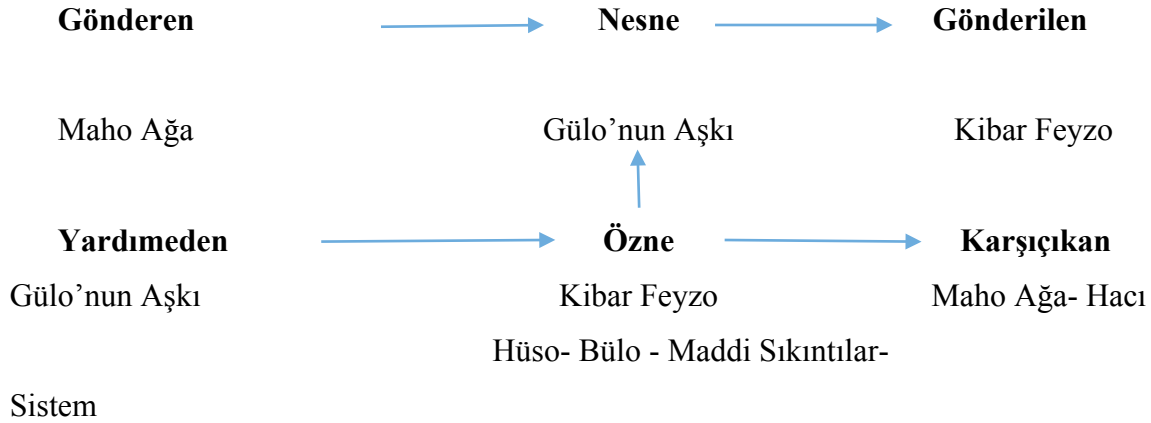 Gönderen Nesne Gönderilen
Maho Ağa Gülo’nun Aşkı Kibar Feyzo
Yardımeden Özne Karşıçıkan
Gülo’nun Aşkı Kibar Feyzo Maho Ağa- Hacı
Hüso- Bülo - Maddi Sıkıntılar-
Sistem